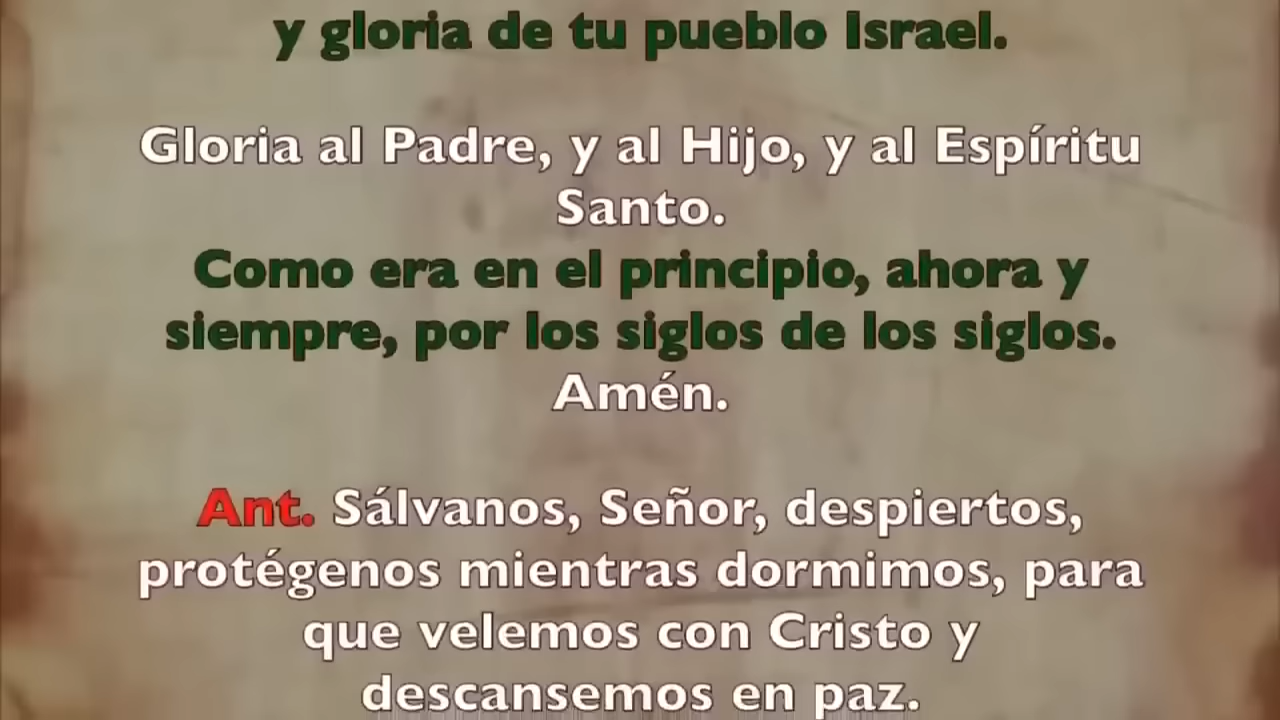 y gloria de tu pueblo Israel.
Gloria al Padre, y al Hijo, y al Espíritu
Santo.
Como era en el principio, ahora y
siempre, por los siglos de los siglos.
Amén.
Ant. Sálvanos, Señor, despiertos,
protégenos mientras dormimos, para
que velemos con Cristo y
descansemos en paz.